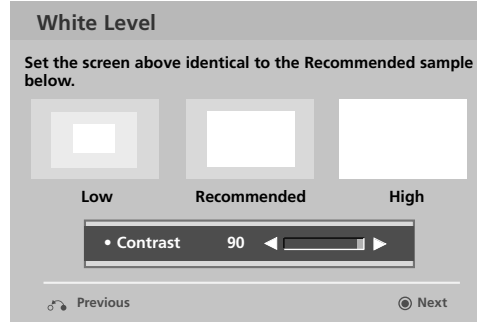 White Level
Set the screen above identical to the Recommended sample
below.
Low Recommended High
• Contrast 90
Previous Next